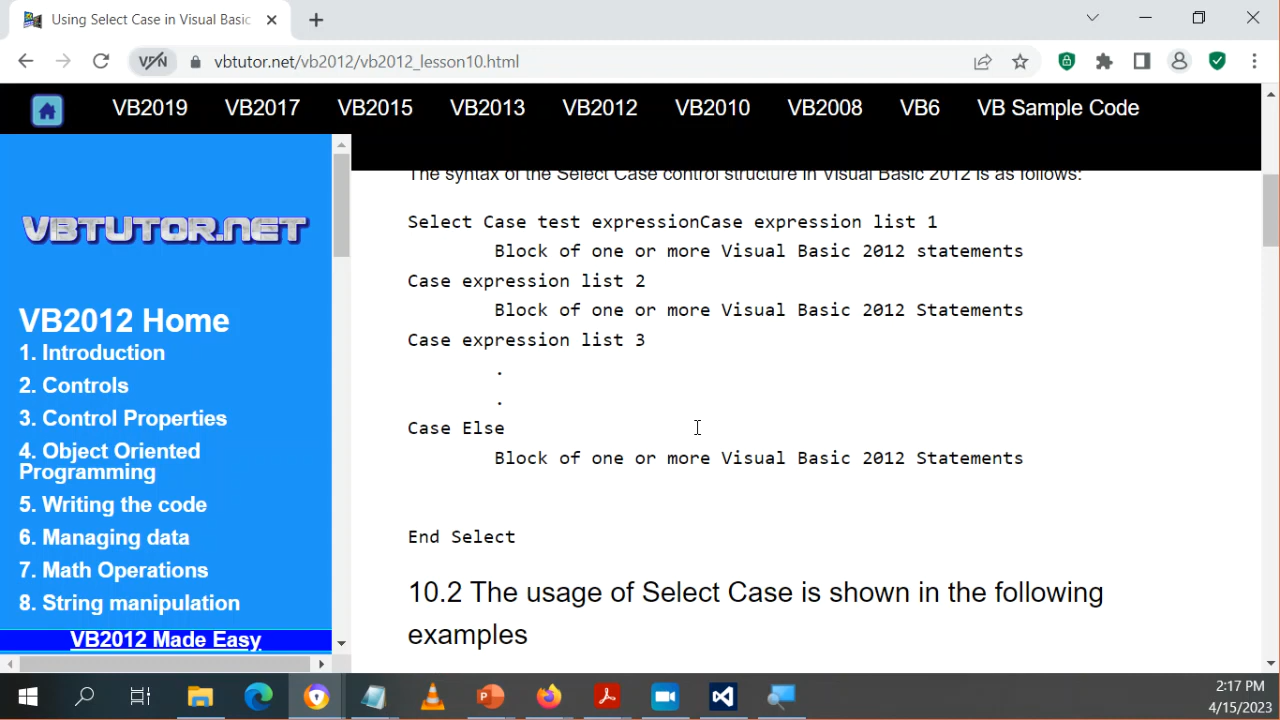 Using Select Case in Visual Basic
VPN
vbtutor.net/vb2012/vb2012_lesson10.html
VB2019 VB2017 VB2015 VB2013 VB2012 VB2010 VB2008 VB6 VB Sample Code
VBTUTOR.NET
VB2012 Home
1. Introduction
2. Controls
3. Control Properties
4. Object Oriented
Programming
5. Writing the code
6. Managing data
7. Math Operations
8. String manipulation
VB2012 Made Easy
The syntax of the Select Case control structure in Visual Basic 2012 is as follows:
Select Case test expressionCase expression list 1
Block of one or more Visual Basic 2012 statements
Case expression list 2
Block of one or more Visual Basic 2012 Statements
Case expression list 3
.
.
Case Else
Block of one or more Visual Basic 2012 Statements
End Select
10.2 The usage of Select Case is shown in the following
examples
2:17 PM
4/15/2023